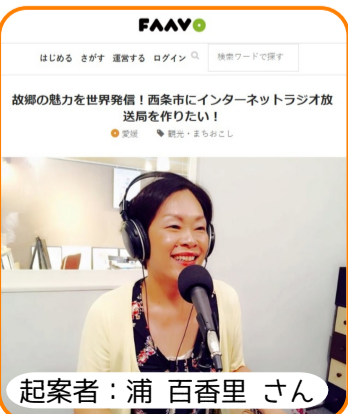 FAAVO
はじめる さがす 運営する ログイン 検索ワードで探す
故郷の魅力を世界発信！西条市にインターネットラジオ放
送局を作りたい！
愛媛 観光・まちおこし
起案者：浦 百香里 さん